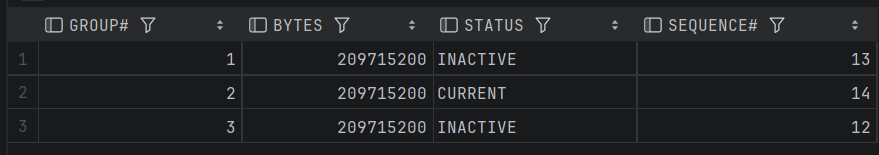 GROUP# BYTES STATUS SEQUENCE#
1 1 209715200 INACTIVE 13
2 2 209715200 CURRENT 14
3 3 209715200 INACTIVE 12